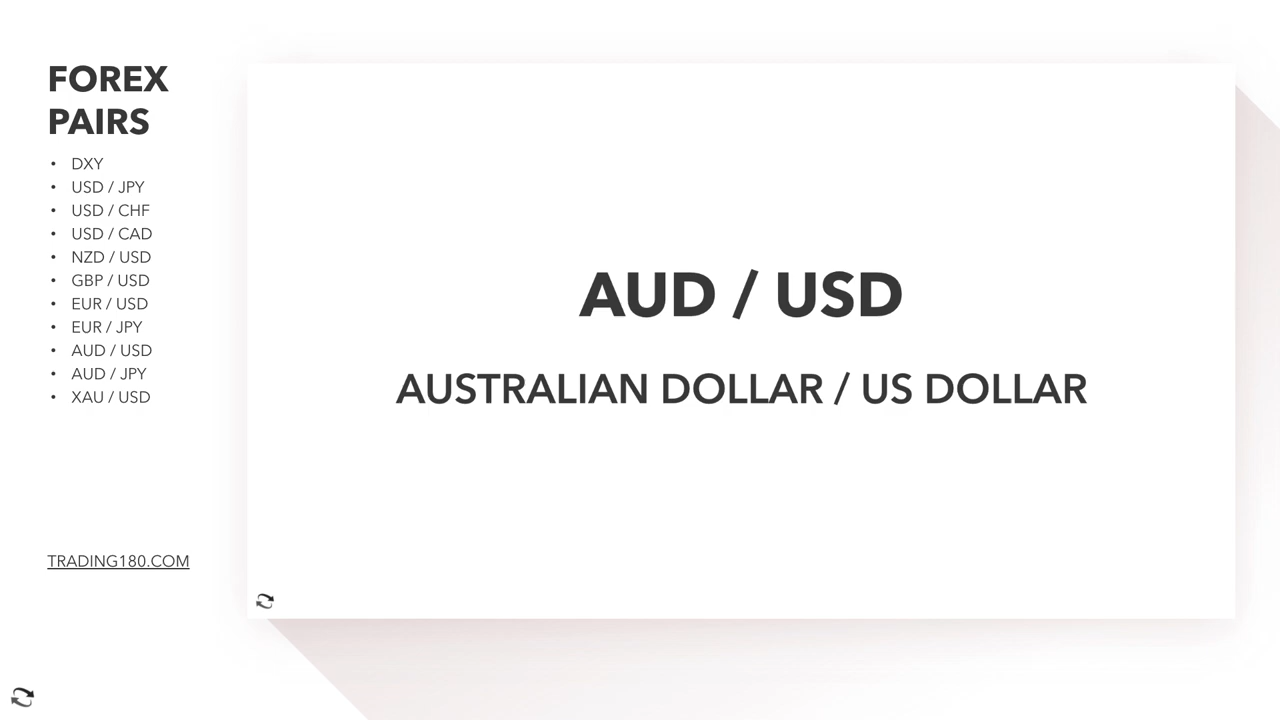 FOREX
PAIRS
• DXY
• USD / JPY
• USD / CHF
• USD / CAD
• NZD / USD
• GBP / USD
• EUR / USD
• EUR / JPY
• AUD / USD
• AUD / JPY
• XAU / USD
TRADING180.COM
AUD / USD
AUSTRALIAN DOLLAR / US DOLLAR